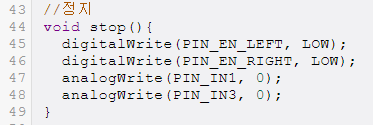 43 //정지
44 void stop(){
45   digitalWrite(PIN_EN_LEFT, LOW);
46   digitalWrite(PIN_EN_RIGHT, LOW);
47   analogWrite(PIN_IN1, 0);
48   analogWrite(PIN_IN3, 0);
49 }